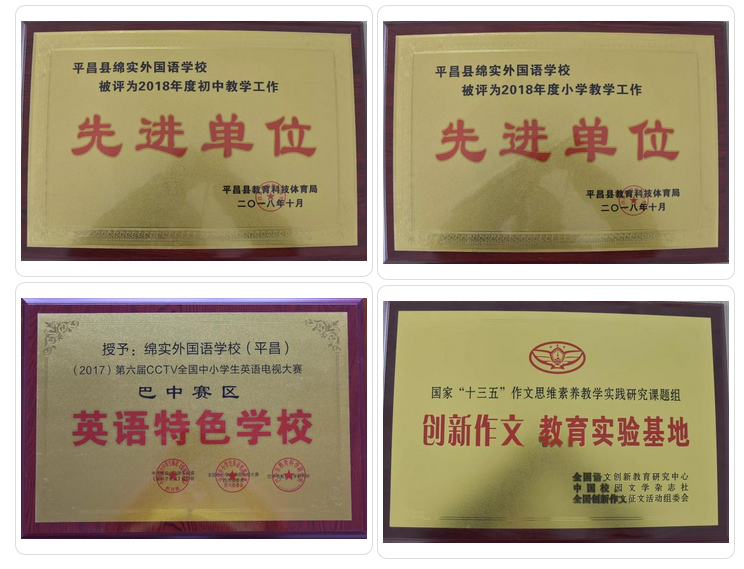 平昌县绵实外国语学校
被评为2018年度初中教学工作
先进单位
平昌县教育科技体育局
二〇一八年十月
平昌县绵实外国语学校
被评为2018年度小学教学工作
先进单位
平昌县教育科技体育局
二〇一八年十月
授予：绵实外国语学校（平昌）
（2017）第六届CCTV全国中小学生英语电视大赛
巴中赛区
英语特色学校
国家“十三五”作文思维素养教学实践研究课题组
创新作文 教育实验基地
全国语文创新教育研究中心
中国校园文学杂志社
全国创新作文征文活动组委会